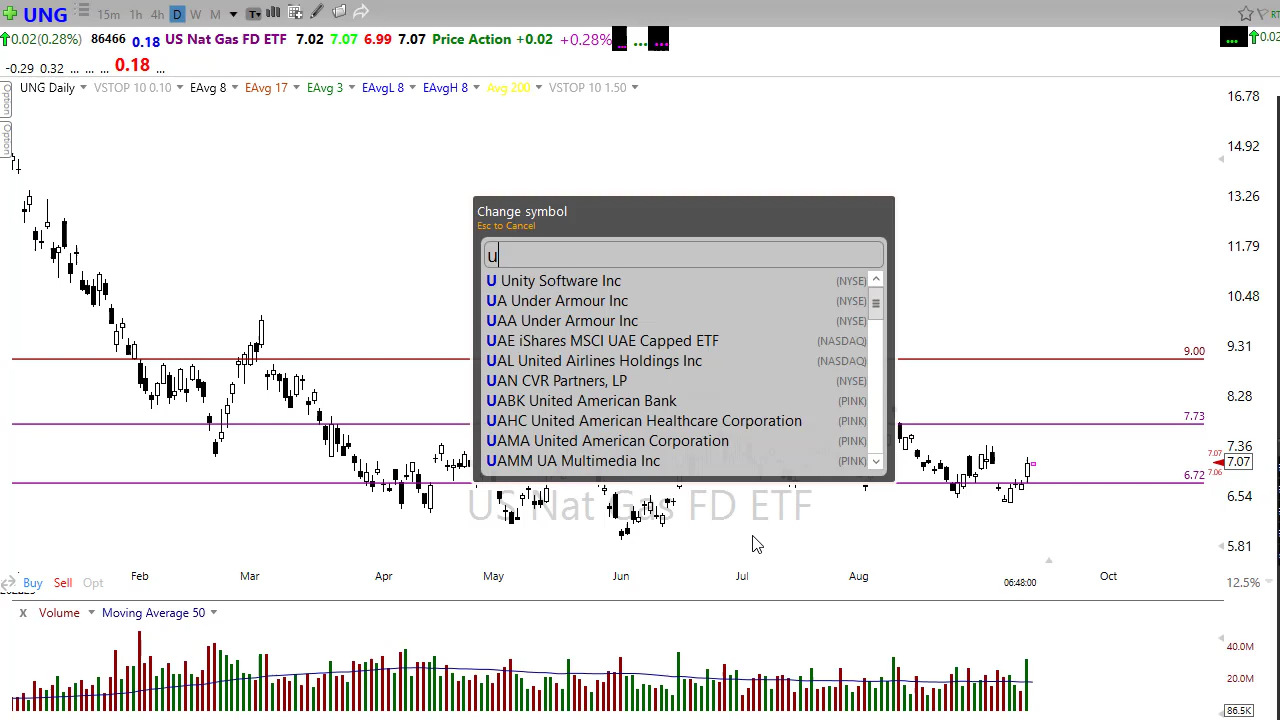 UNG 15m 1h 4h D W M T RT
0.02(0.28%) 86466 0.18 US Nat Gas FD ETF 7.02 7.07 6.99 7.07 Price Action +0.02 +0.28% ... ... ... ... 0.02
-0.29 0.32 ... ... ... 0.18 ...
UNG Daily VSTOP 10 0.10 EAvg 8 EAvg 17 EAvg 3 EAvgL 8 EAvgH 8 Avg 200 VSTOP 10 1.50
Option
Option
16.78
14.92
13.26
11.79
10.48
9.31
8.28
7.36
6.54
5.81
9.00
7.73
7.07
7.07
7.06
6.72
Change symbol
Esc to Cancel
u
U Unity Software Inc (NYSE)
UA Under Armour Inc (NYSE)
UAA Under Armour Inc (NYSE)
UAE iShares MSCI UAE Capped ETF (NASDAQ)
UAL United Airlines Holdings Inc (NASDAQ)
UAN CVR Partners, LP (NYSE)
UABK United American Bank (PINK)
UAHC United American Healthcare Corporation (PINK)
UAMA United American Corporation (PINK)
UAMM UA Multimedia Inc (PINK)
US Nat Gas FD ETF
Feb Mar Apr May Jun Jul Aug Oct
Buy Sell Opt 06:48:00 12.5%
X Volume Moving Average 50
40.0M
20.0M
86.5K